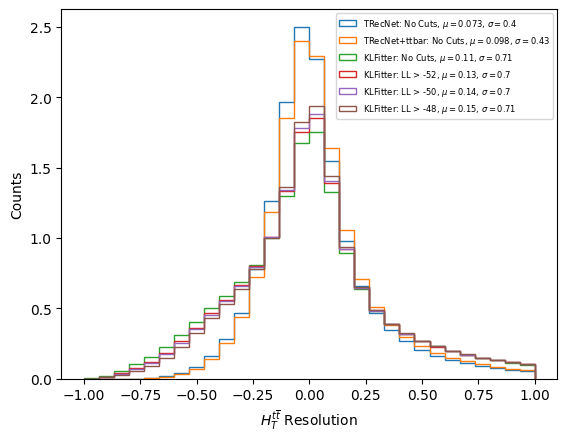 TRecNet: No Cuts, μ = 0.073, σ = 0.4
TRecNet+ttbar: No Cuts, μ = 0.098, σ = 0.43
KLFitter: No Cuts, μ = 0.11, σ = 0.71
KLFitter: LL > -52, μ = 0.13, σ = 0.7
KLFitter: LL > -50, μ = 0.14, σ = 0.7
KLFitter: LL > -48, μ = 0.15, σ = 0.71
Counts
2.5
2.0
1.5
1.0
0.5
0.0
−1.00 −0.75 −0.50 −0.25 0.00 0.25 0.50 0.75 1.00
$H_T^{t\bar{t}}$ Resolution